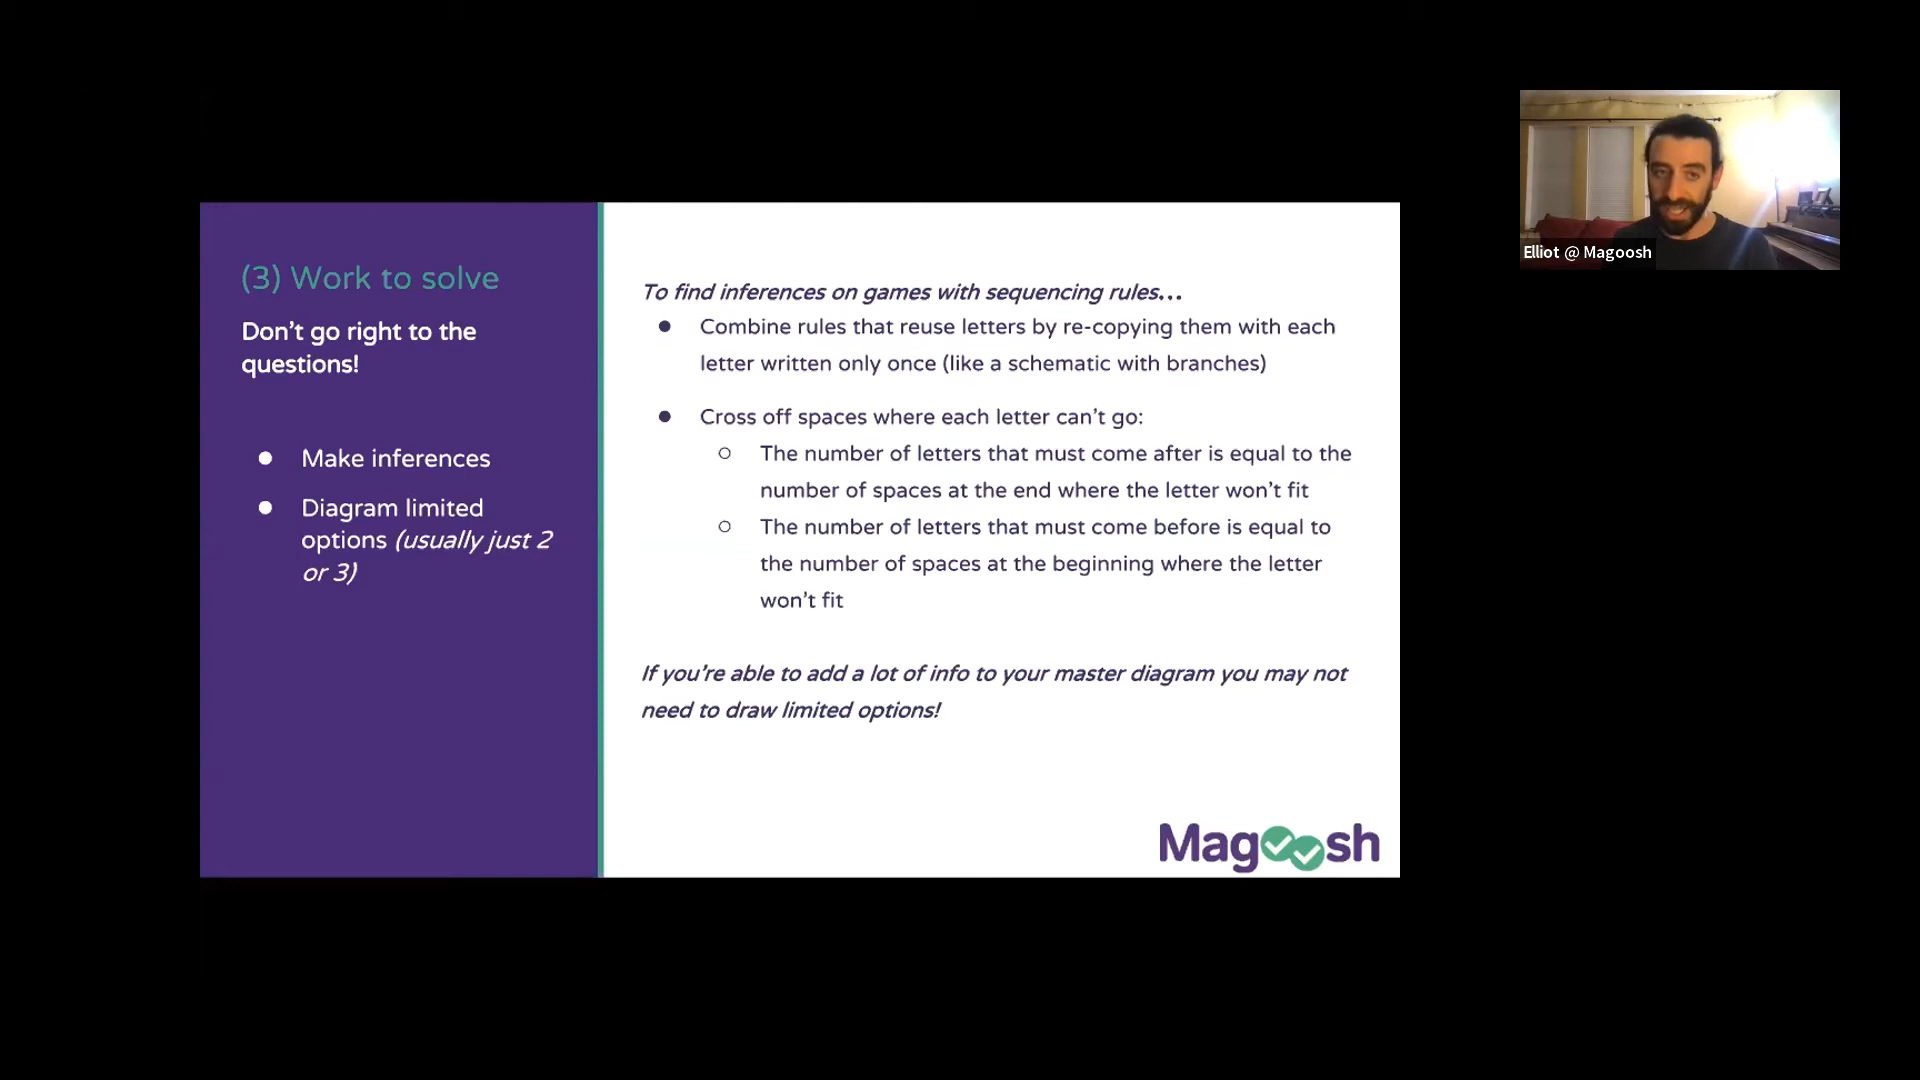 (3) Work to solve
Don't go right to the
questions!
● Make inferences
● Diagram limited
options (usually just 2
or 3)
To find inferences on games with sequencing rules...
● Combine rules that reuse letters by re-copying them with each
letter written only once (like a schematic with branches)
● Cross off spaces where each letter can't go:
○ The number of letters that must come after is equal to the
number of spaces at the end where the letter won't fit
○ The number of letters that must come before is equal to
the number of spaces at the beginning where the letter
won't fit
If you're able to add a lot of info to your master diagram you may not
need to draw limited options!
Magoosh
Elliot @ Magoosh